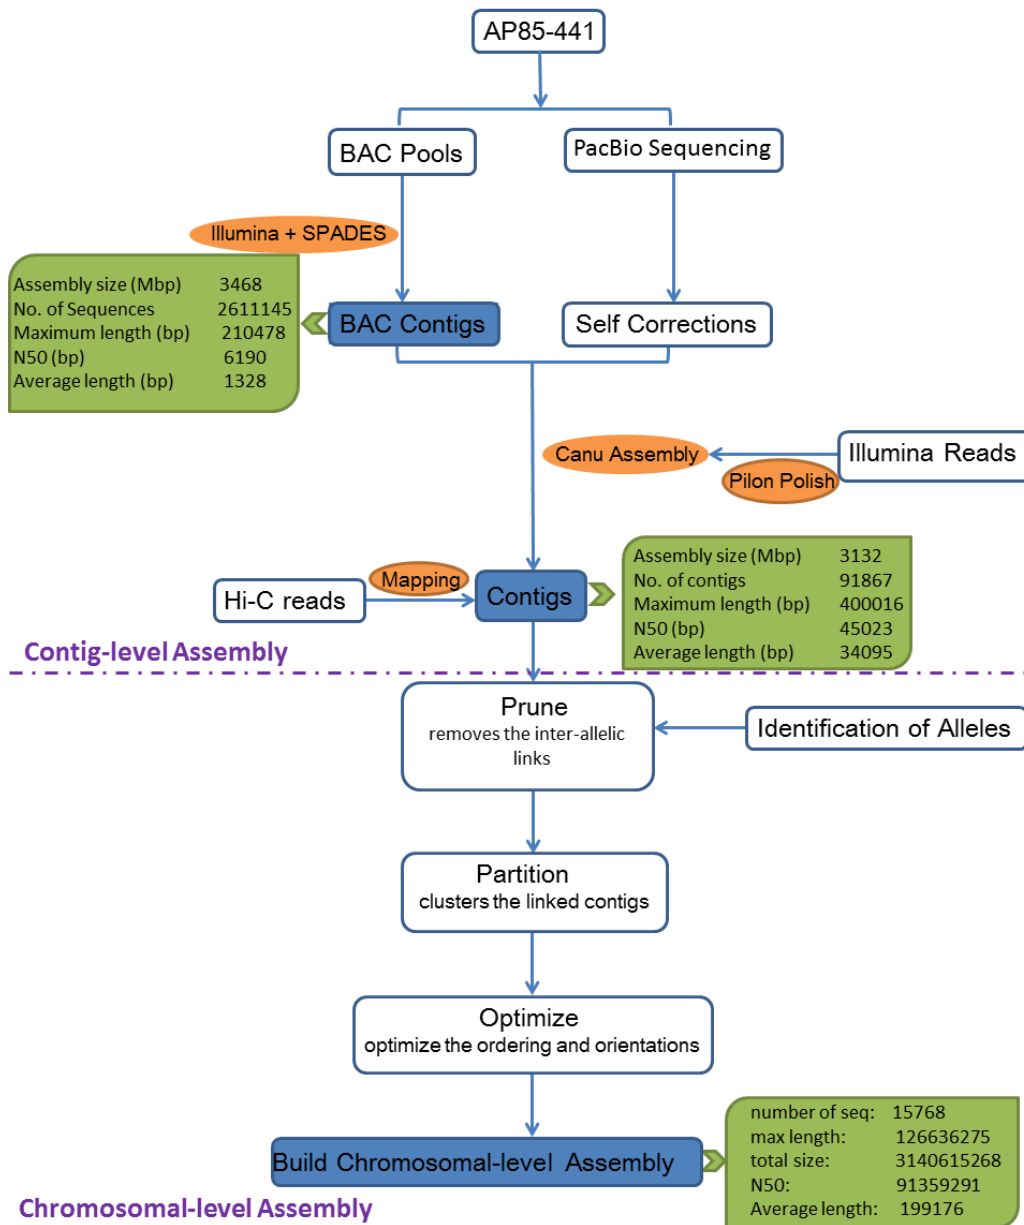 AP85-441
BAC Pools
PacBio Sequencing
Illumina + SPADES
Assembly size (Mbp) 3468
No. of Sequences 2611145
Maximum length (bp) 210478
N50 (bp) 6190
Average length (bp) 1328
BAC Contigs
Self Corrections
Canu Assembly
Illumina Reads
Pilon Polish
Hi-C reads
Mapping
Contigs
Assembly size (Mbp) 3132
No. of contigs 91867
Maximum length (bp) 400016
N50 (bp) 45023
Average length (bp) 34095
Contig-level Assembly
Prune
removes the inter-allelic
links
Identification of Alleles
Partition
clusters the linked contigs
Optimize
optimize the ordering and orientations
Build Chromosomal-level Assembly
number of seq: 15768
max length: 126636275
total size: 3140615268
N50: 91359291
Average length: 199176
Chromosomal-level Assembly